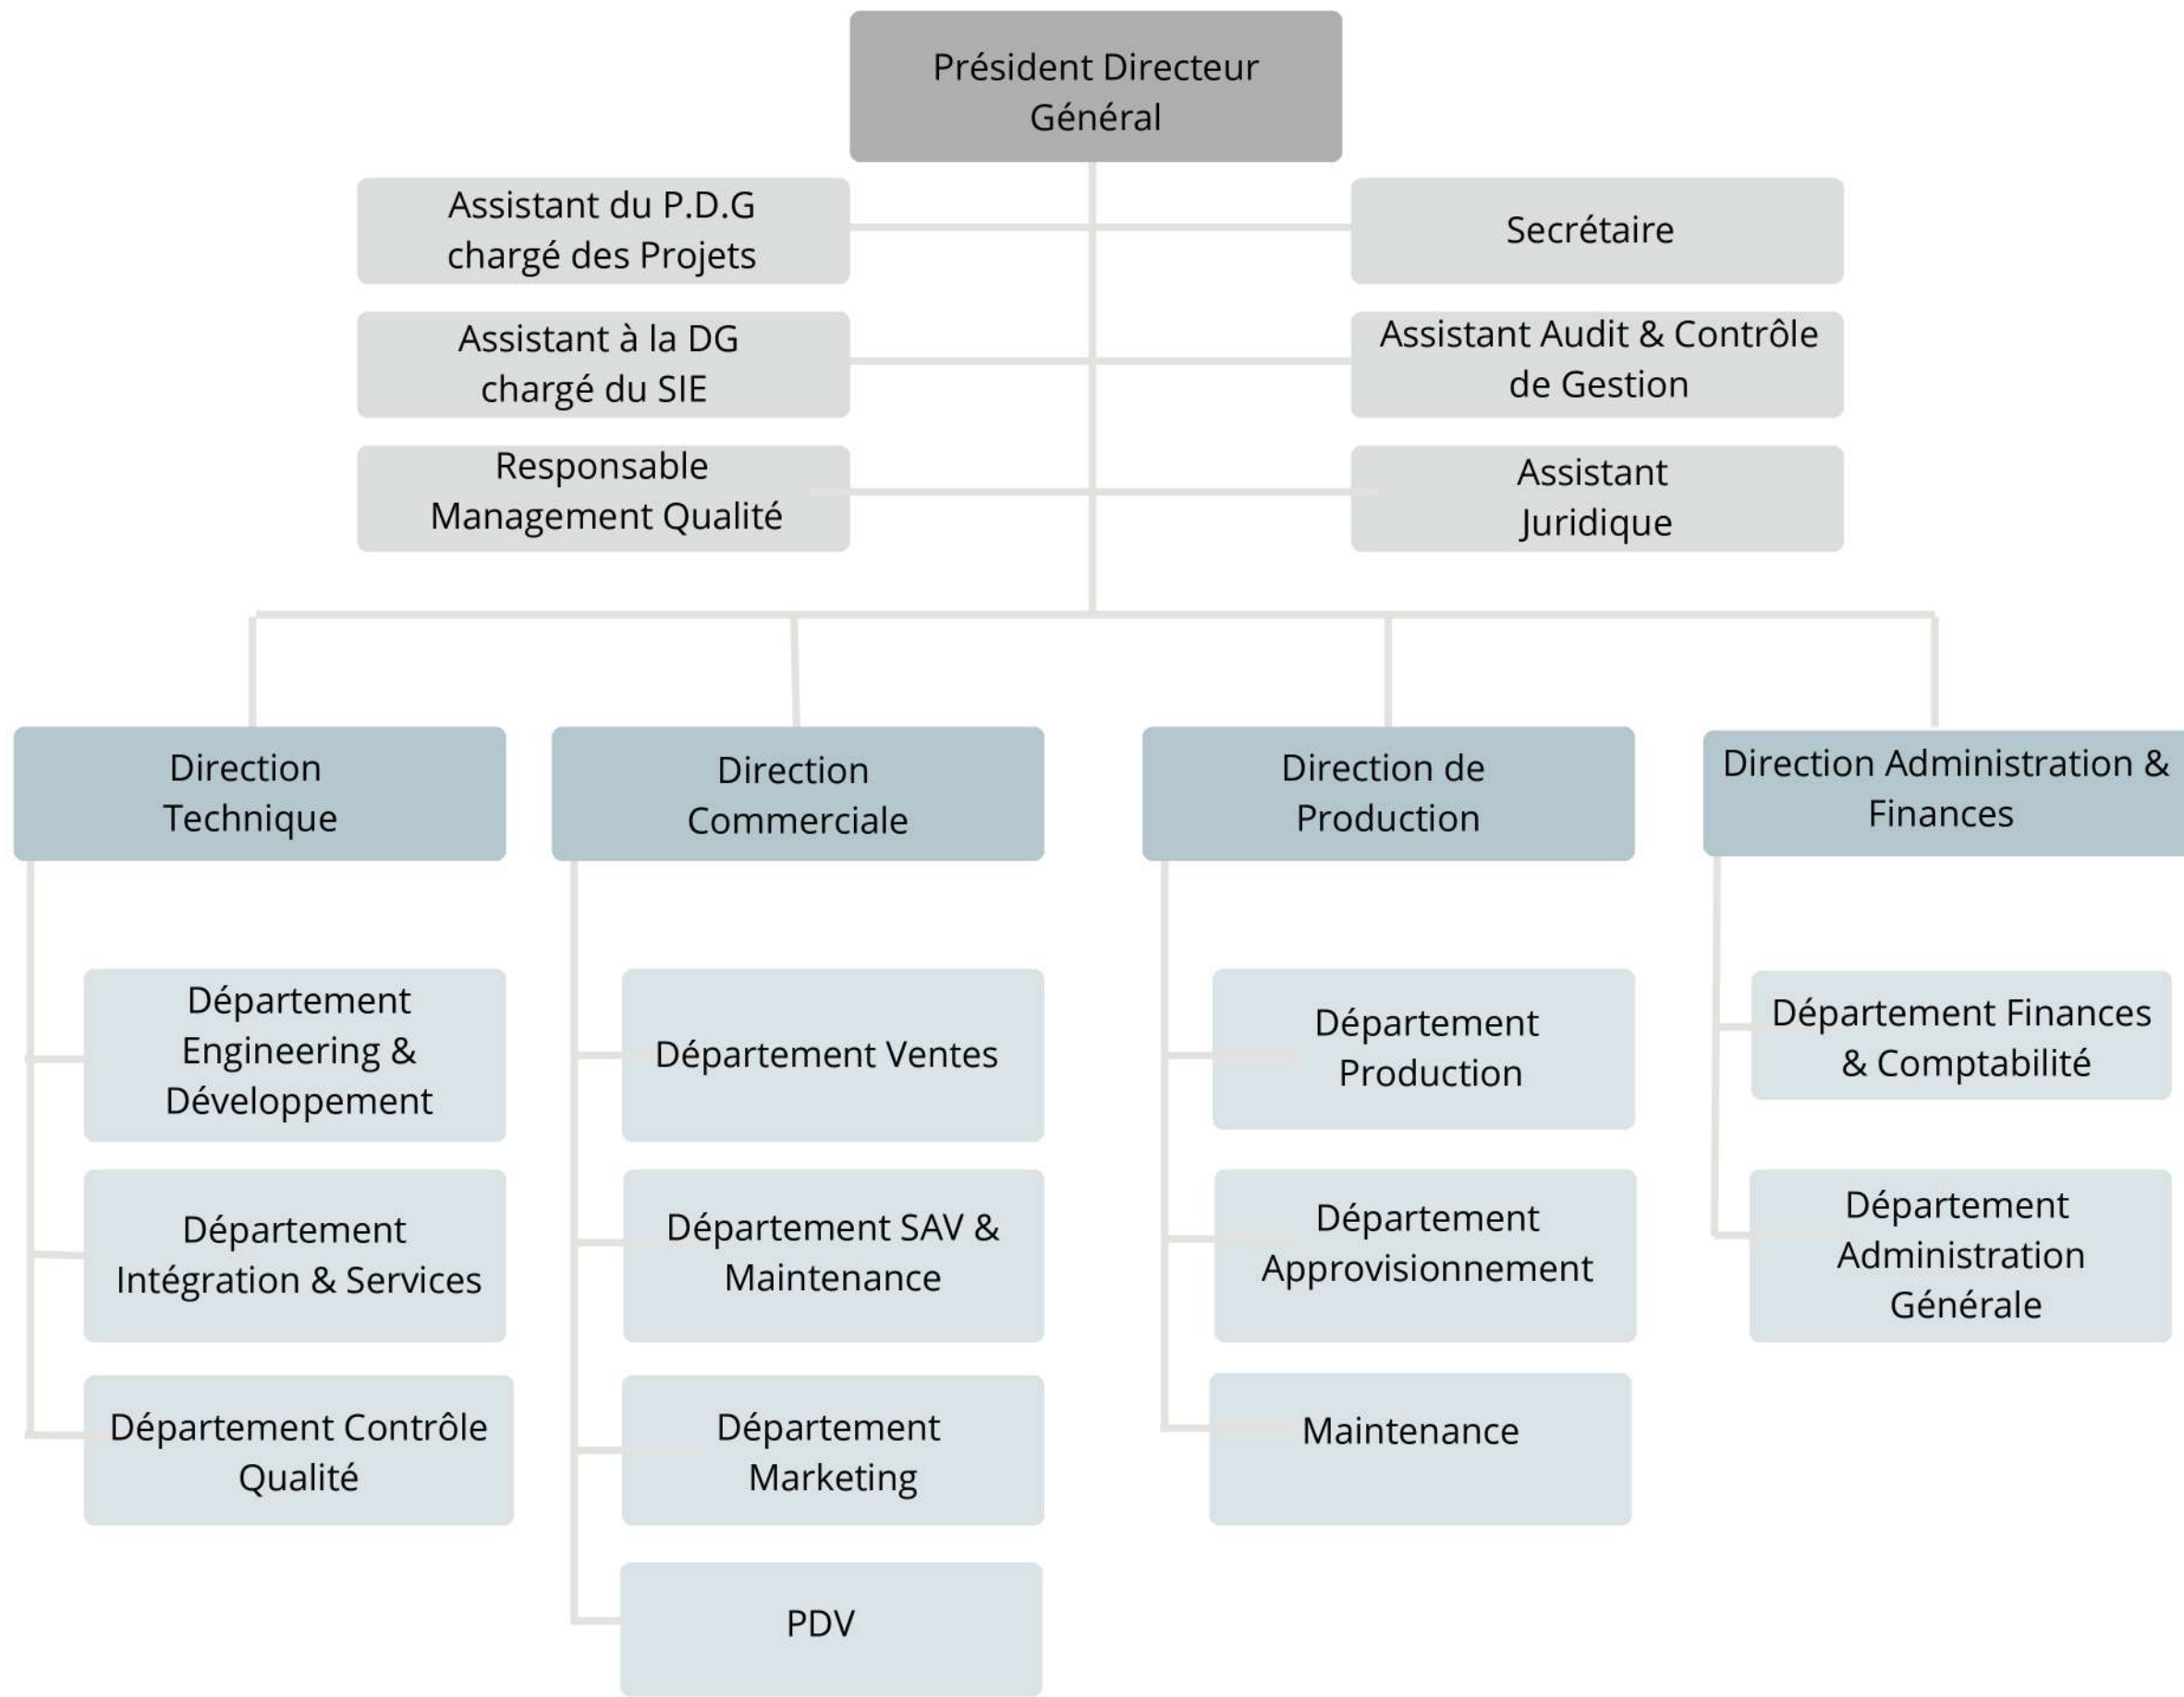 Président Directeur
Général
Assistant du P.D.G
chargé des Projets
Secrétaire
Assistant à la DG
chargé du SIE
Assistant Audit & Contrôle
de Gestion
Responsable
Management Qualité
Assistant
Juridique
Direction
Technique
Direction
Commerciale
Direction de
Production
Direction Administration &
Finances
Département
Engineering &
Développement
Département
Intégration & Services
Département Contrôle
Qualité
Département Ventes
Département SAV &
Maintenance
Département
Marketing
PDV
Département
Production
Département
Approvisionnement
Maintenance
Département Finances
& Comptabilité
Département
Administration
Générale